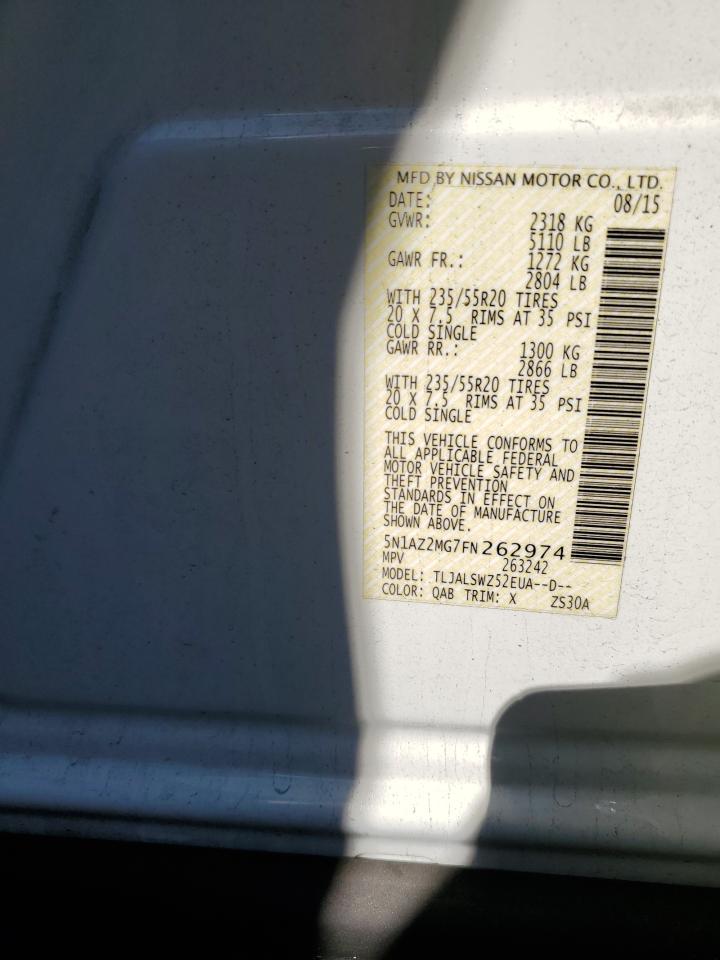 MFD BY NISSAN MOTOR CO., LTD.
DATE: 08/15
GVWR: 2318 KG
5110 LB
GAWR FR.: 1272 KG
2804 LB
WITH 235/55R20 TIRES
20 X 7.5 RIMS AT 35 PSI
COLD SINGLE
GAWR RR.: 1300 KG
2866 LB
WITH 235/55R20 TIRES
20 X 7.5 RIMS AT 35 PSI
COLD SINGLE
THIS VEHICLE CONFORMS TO
ALL APPLICABLE FEDERAL
MOTOR VEHICLE SAFETY AND
THEFT PREVENTION
STANDARDS IN EFFECT ON
THE DATE OF MANUFACTURE
SHOWN ABOVE.
5N1AZ2MG7FN262974
MPV 263242
MODEL: TLJALSWZ52EUA--D--
COLOR: QAB TRIM: X ZS30A